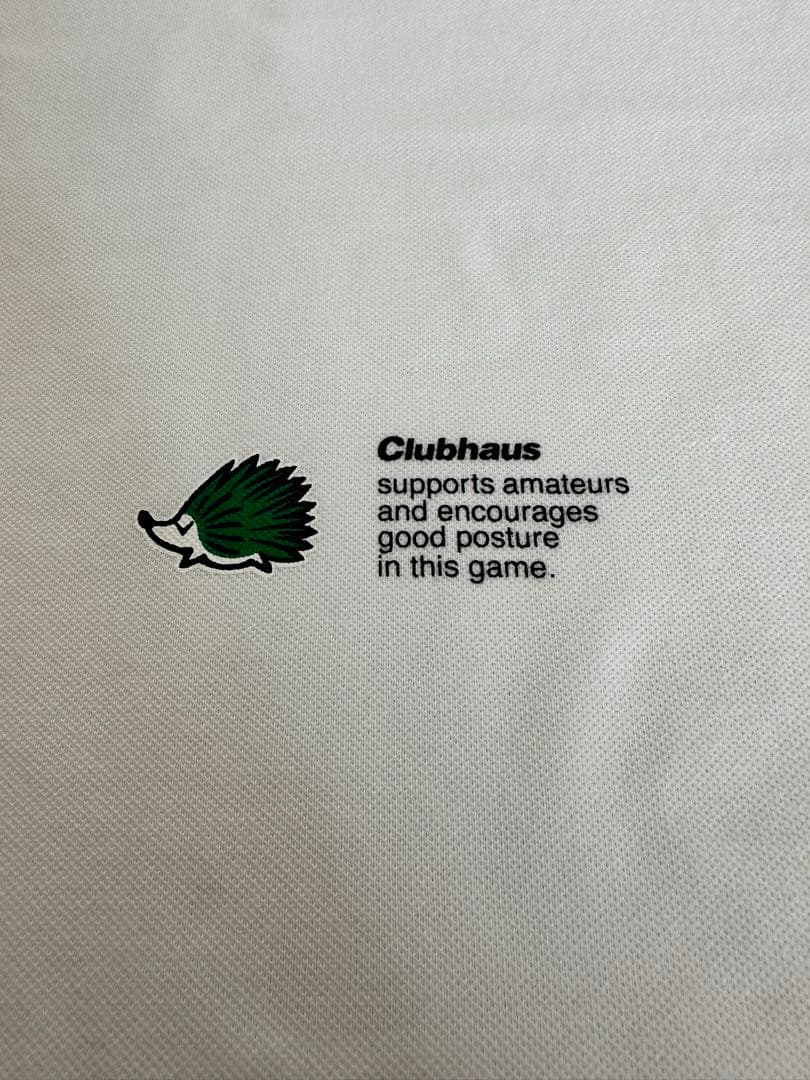 Clubhaus
supports amateurs
and encourages
good posture
in this game.